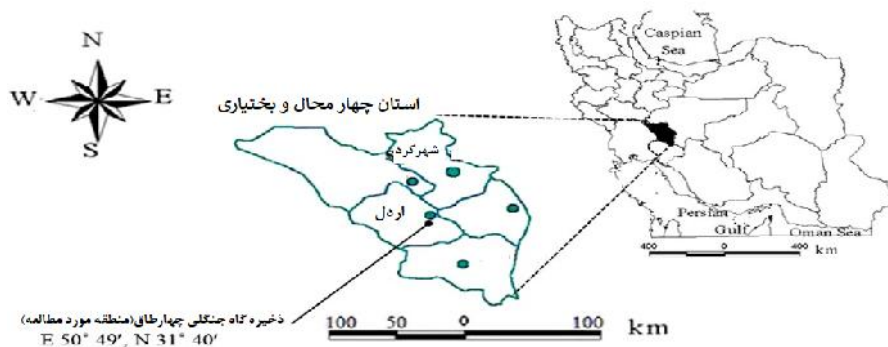 N
W E
S
Caspian
Sea
استان چهار محال و بختیاری
شهرکرد
اردل
Persian
Gulf
Oman Sea
400 0 400
km
ذخیره گاه جنگلی چهارطاق(منطقه مورد مطالعه)
E 50° 49′, N 31° 40′
100 50 0 100 km